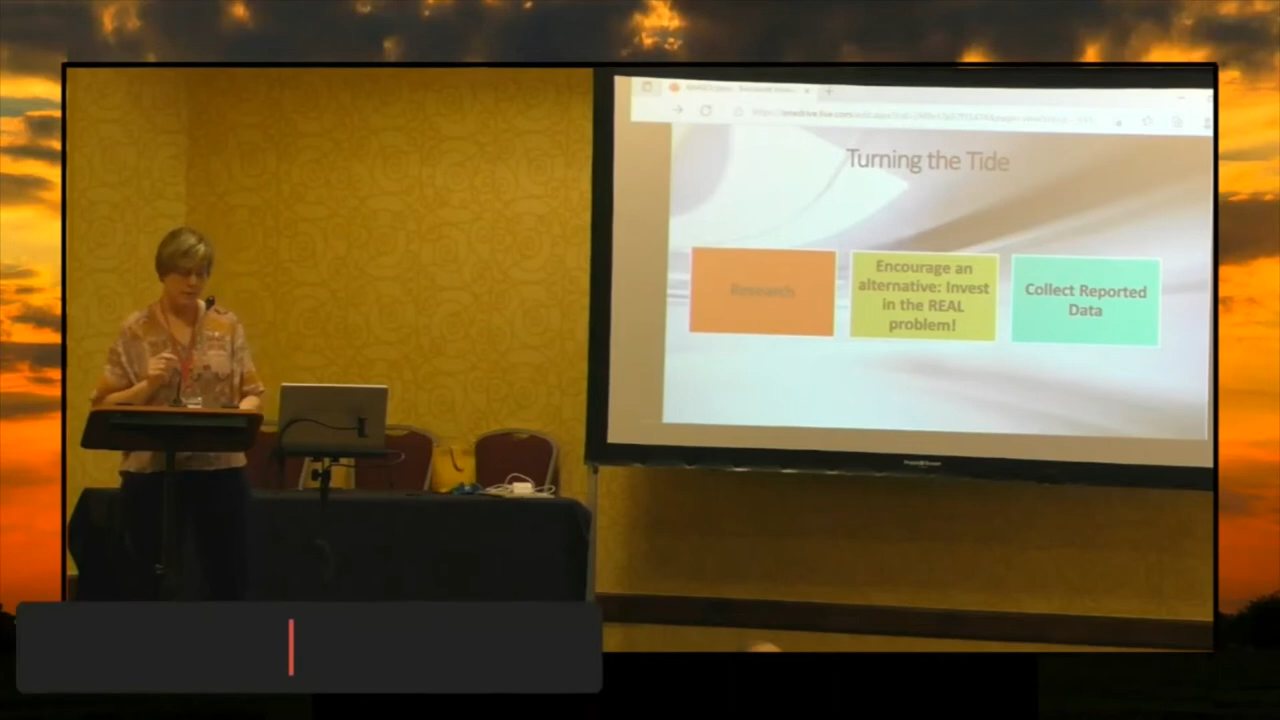 Turning the Tide
Research
Encourage an
alternative: Invest
in the REAL
problem!
Collect Reported
Data